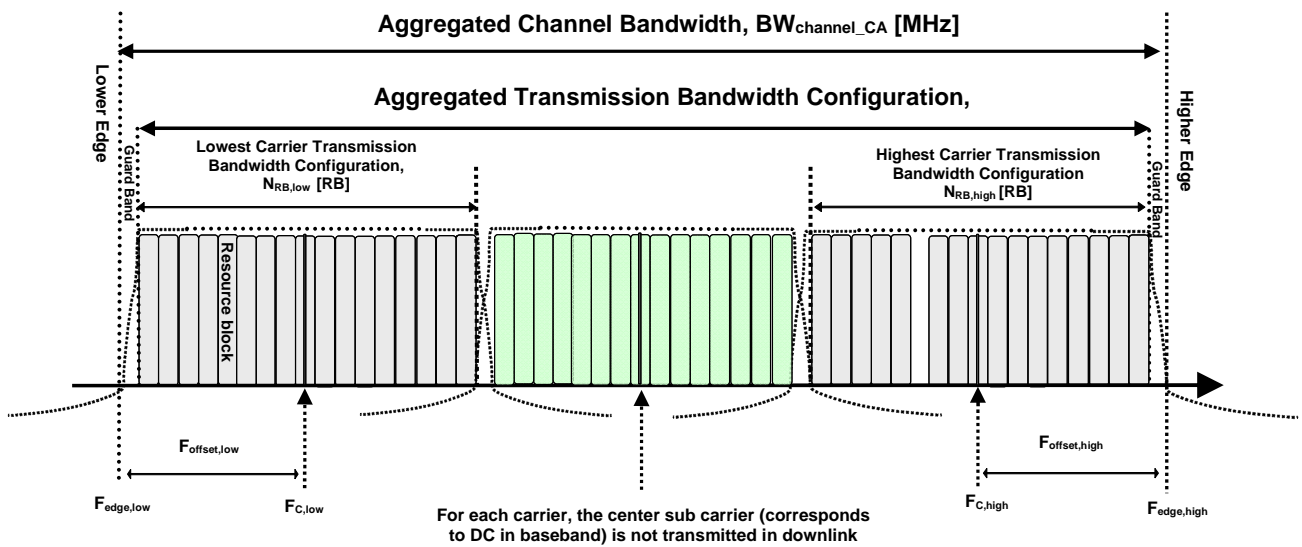 Aggregated Channel Bandwidth, BWchannel_CA [MHz]
Lower Edge
Higher Edge
Aggregated Transmission Bandwidth Configuration,
Guard Band
Lowest Carrier Transmission
Bandwidth Configuration,
NRB,low [RB]
Highest Carrier Transmission
Bandwidth Configuration
NRB,high [RB]
Guard Band
Resource block
Foffset,low
Foffset,high
Fedge,low
FC,low
FC,high
Fedge,high
For each carrier, the center sub carrier (corresponds
to DC in baseband) is not transmitted in downlink